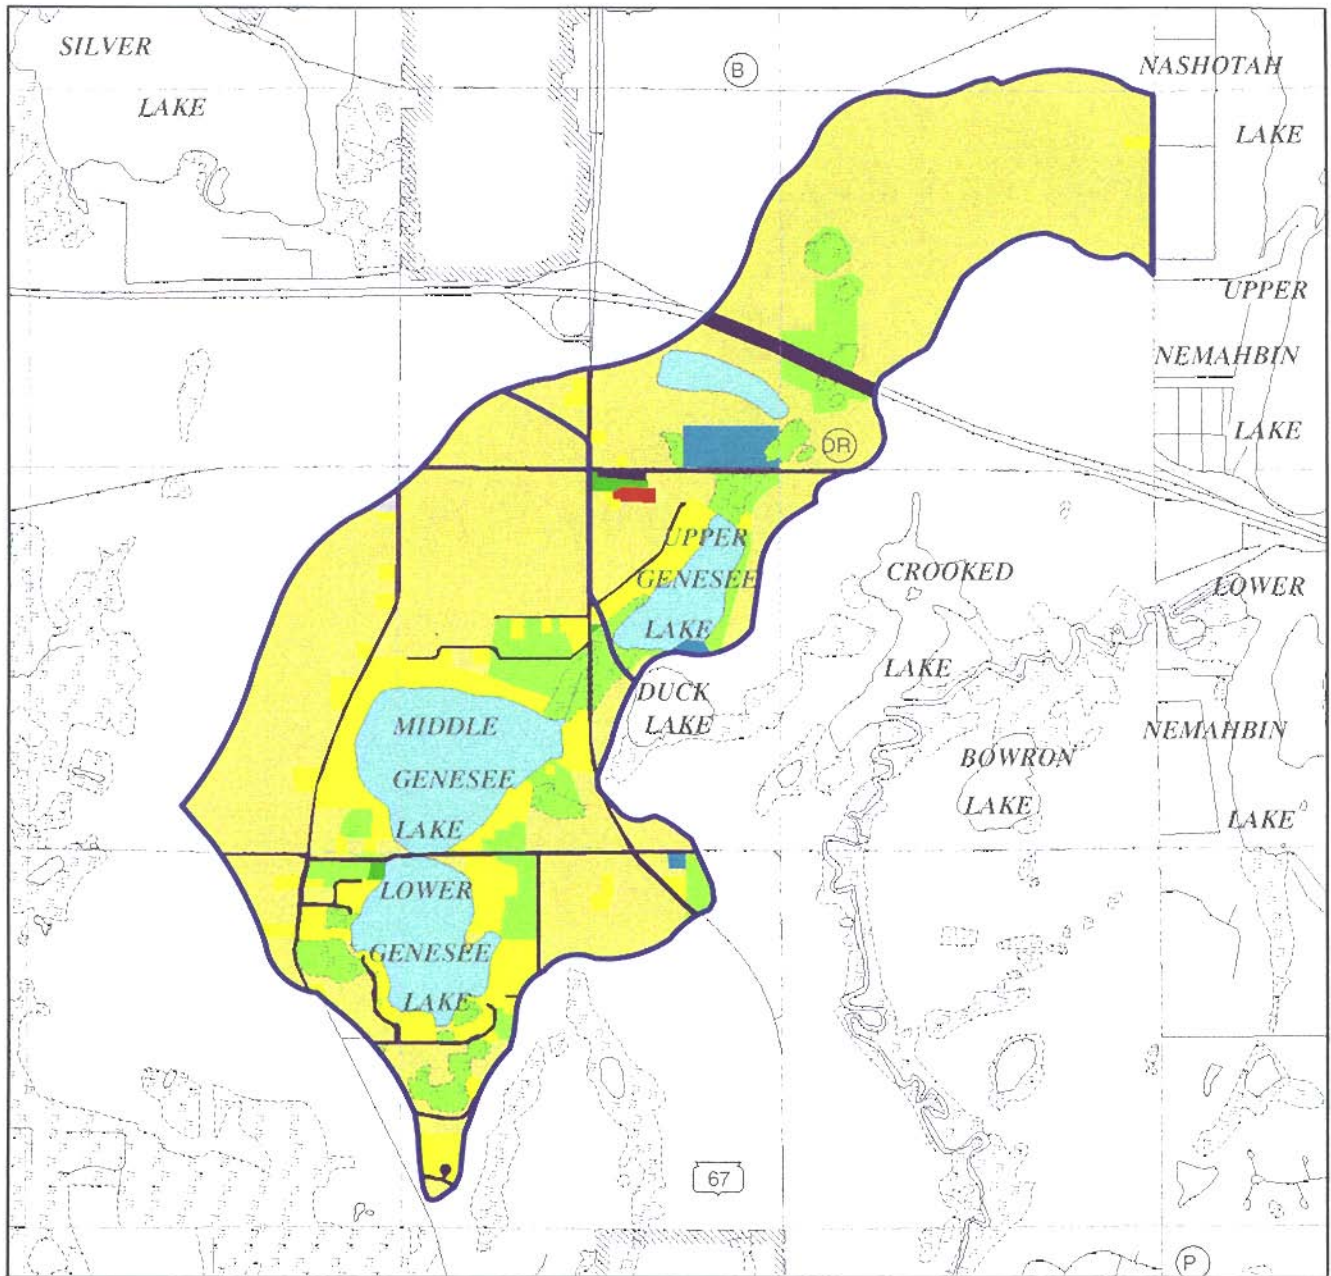 SILVER
LAKE
B
NASHOTAH
LAKE
UPPER
NEMAHBIN
LAKE
DR
UPPER
GENESEE
LAKE
CROOKED
LAKE
LOWER
NEMAHBIN
LAKE
DUCK
LAKE
MIDDLE
GENESEE
LAKE
BOWRON
LAKE
LOWER
GENESEE
LAKE
67
P